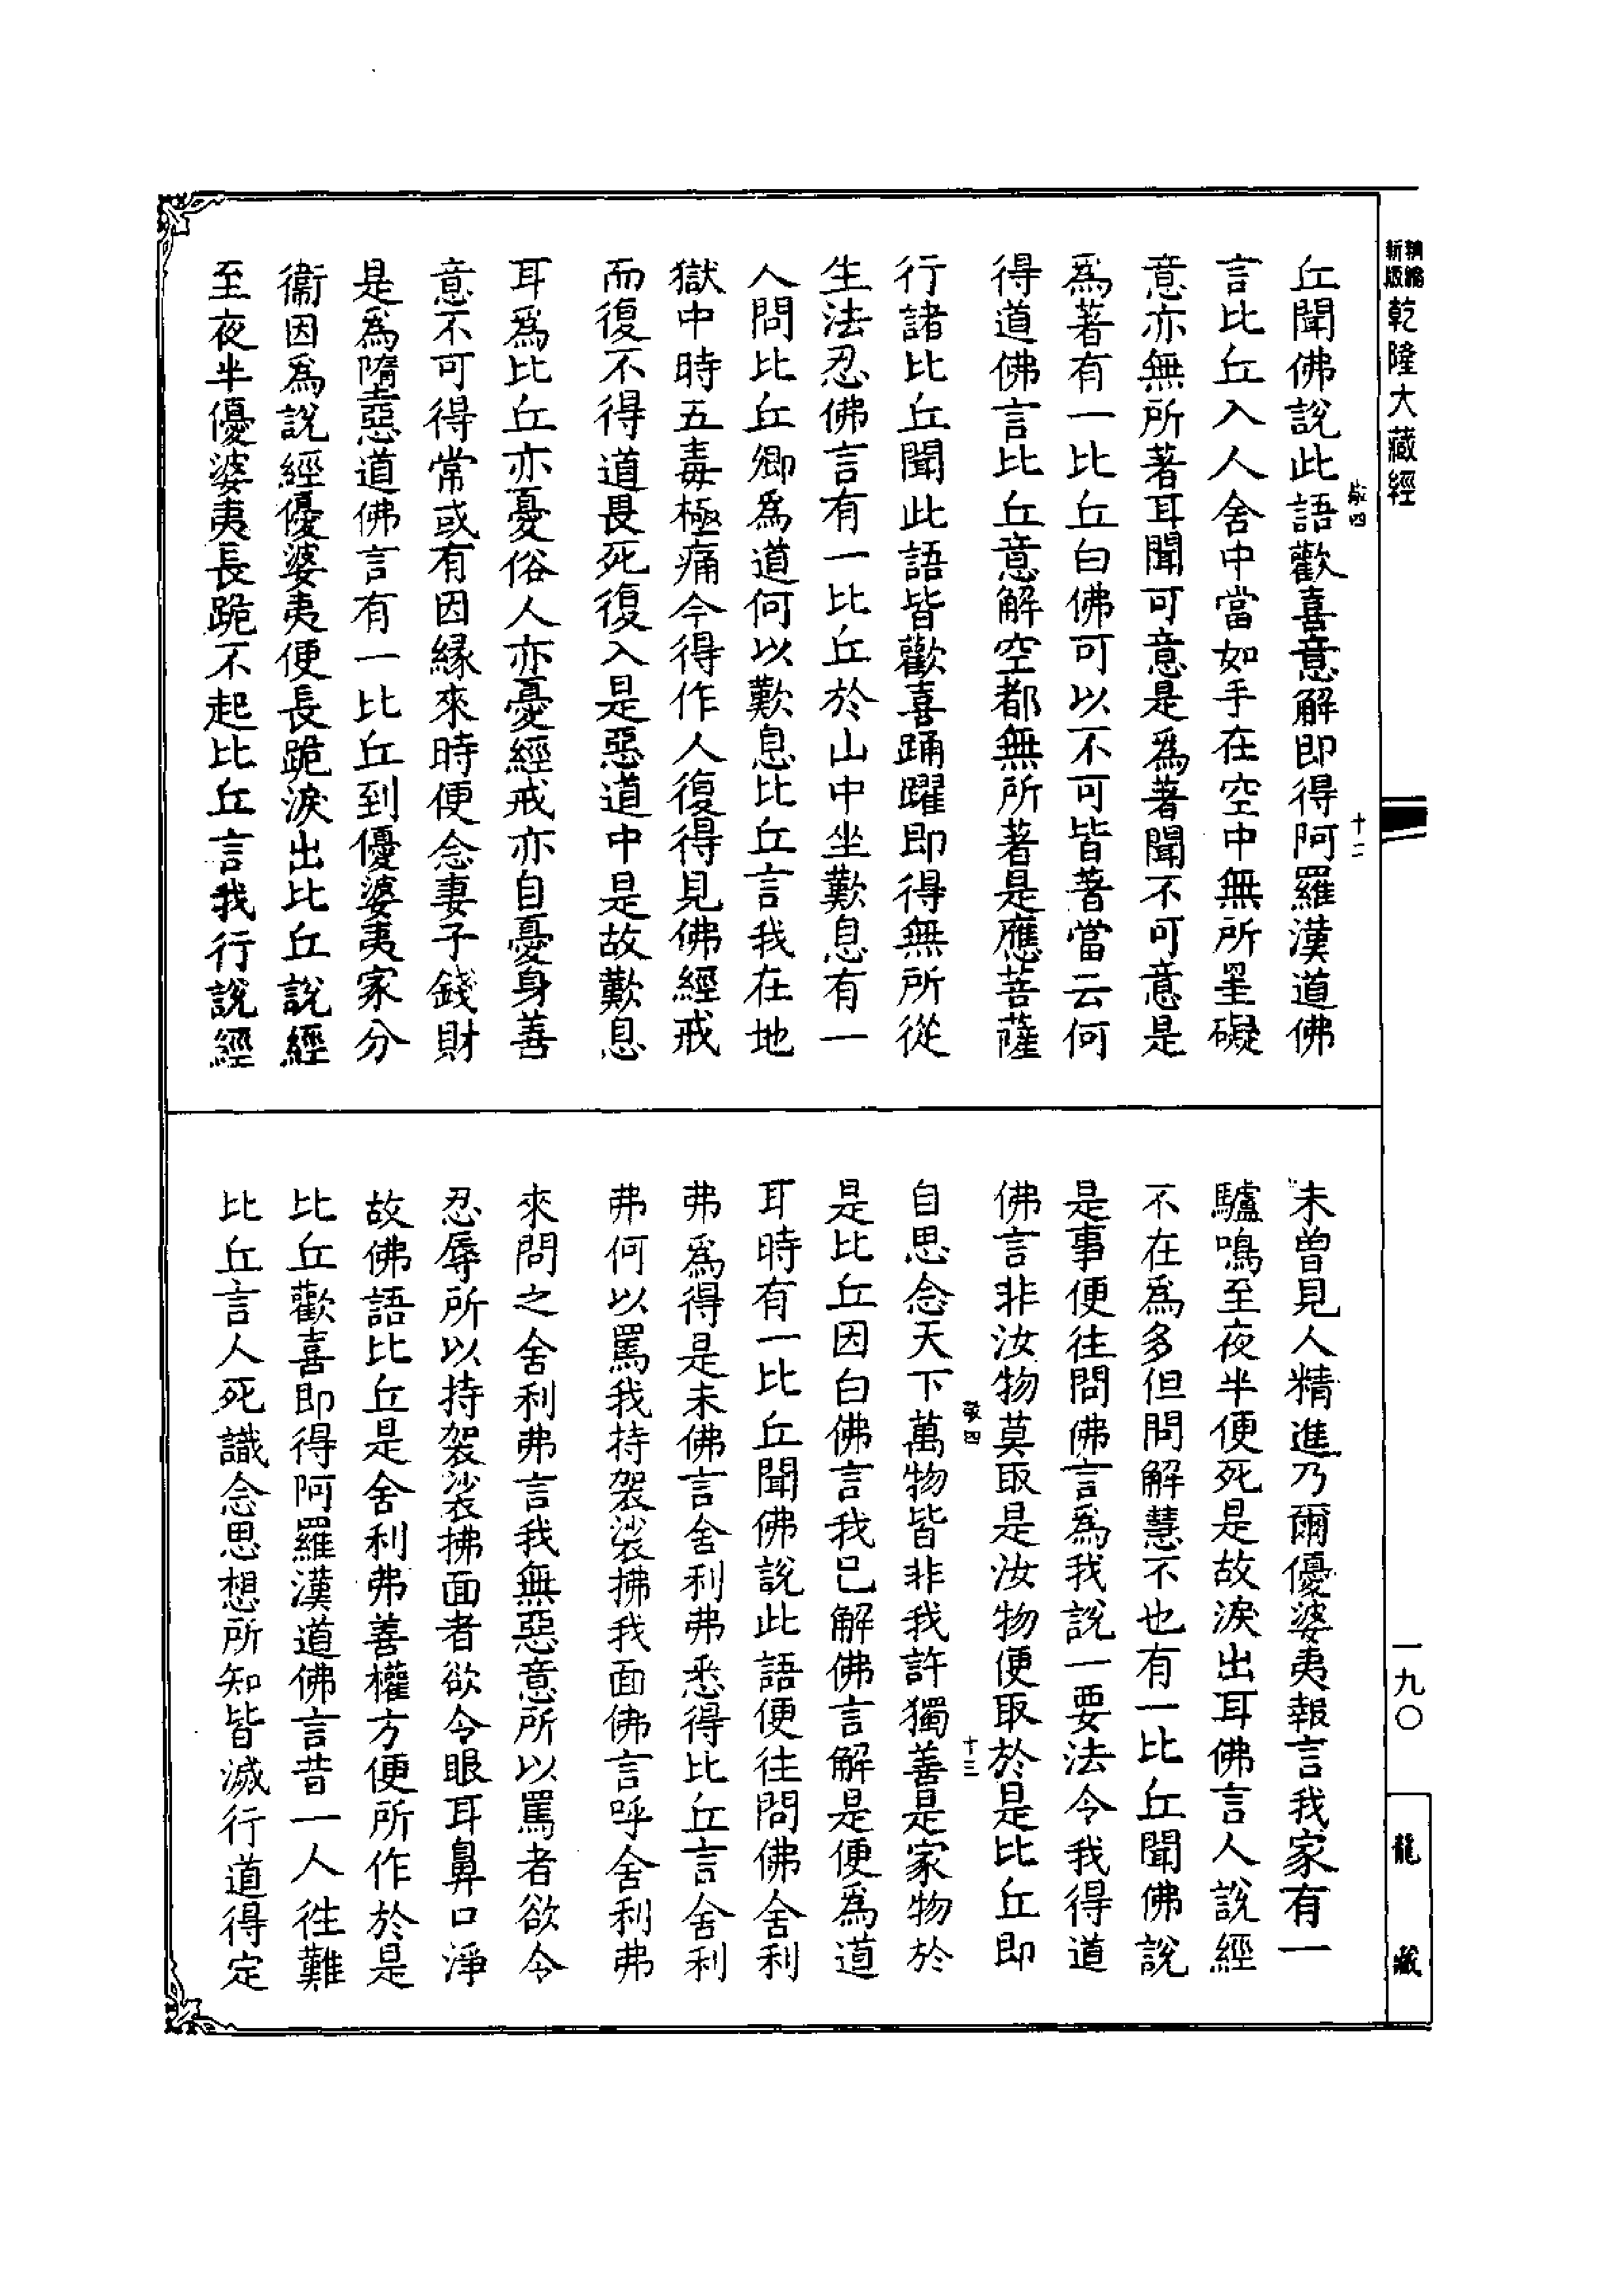 精縮
新版
乾隆大藏經
敬四
十二
丘聞佛說此語歡喜意解即得阿羅漢道佛
言比丘入人舍中當如手在空中無所罣礙
意亦無所著耳聞可意是爲著聞不可意是
爲著有一比丘白佛可以不可皆著當云何
得道佛言比丘意解空都無所著是應菩薩
行諸比丘聞此語皆歡喜踊躍即得無所從
生法忍佛言有一比丘於山中坐歎息有一
人問比丘卿爲道何以歎息比丘言我在地
獄中時五毒極痛今得作人復得見佛經戒
而復不得道畏死復入是惡道中是故歎息
耳爲比丘亦憂俗人亦憂經戒亦自憂身善
意不可得常或有因緣來時便念妻子錢財
是爲墮惡道佛言有一比丘到優婆夷家分
衞因爲說經優婆夷便長跪淚出比丘說經
至夜半優婆夷長跪不起比丘言我行說經
未曾見人精進乃爾優婆夷報言我家有一
驢鳴至夜半便死是故淚出耳佛言人說經
不在爲多但問解慧不也有一比丘聞佛說
是事便往問佛言爲我說一要法令我得道
佛言非汝物莫取是汝物便取於是比丘即
敬四
十三
自思念天下萬物皆非我許獨善是家物於
是比丘因白佛言我已解佛言解是便爲道
耳時有一比丘聞佛說此語便往問佛舍利
弗爲得是未佛言舍利弗悉得比丘言舍利
弗何以罵我持袈裟拂我面佛言呼舍利弗
來問之舍利弗言我無惡意所以罵者欲令
忍辱所以持袈裟拂面者欲令眼耳鼻口淨
故佛語比丘是舍利弗善權方便所作於是
比丘歡喜即得阿羅漢道佛言昔一人往難
比丘言人死識念思想所知皆滅行道得定
一九〇
龍藏